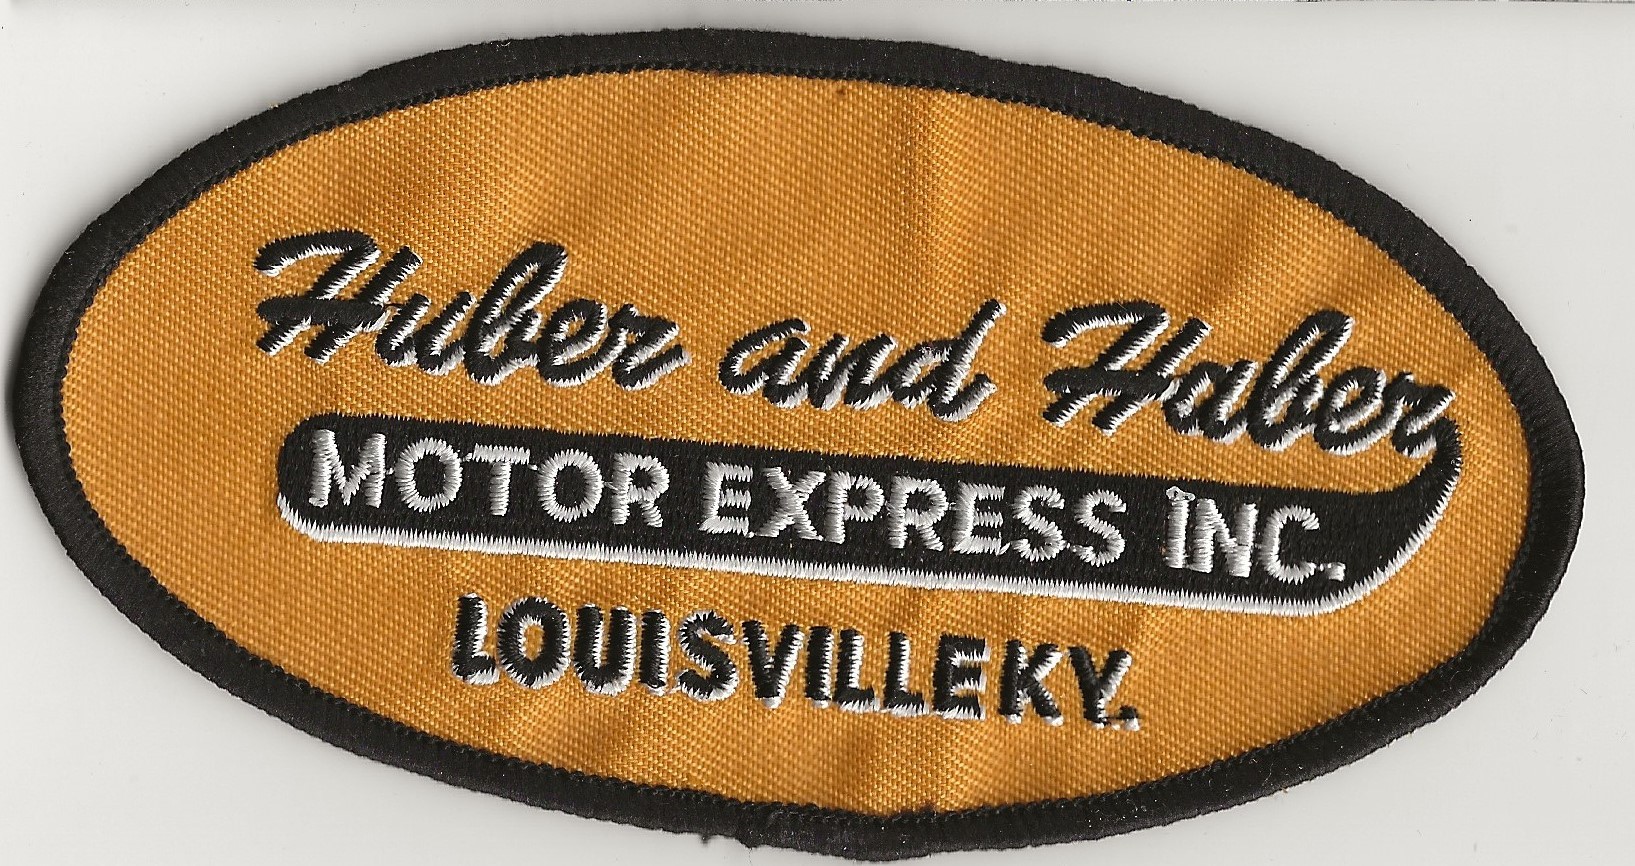 Huber and Huber
MOTOR EXPRESS INC.
LOUISVILLE KY.